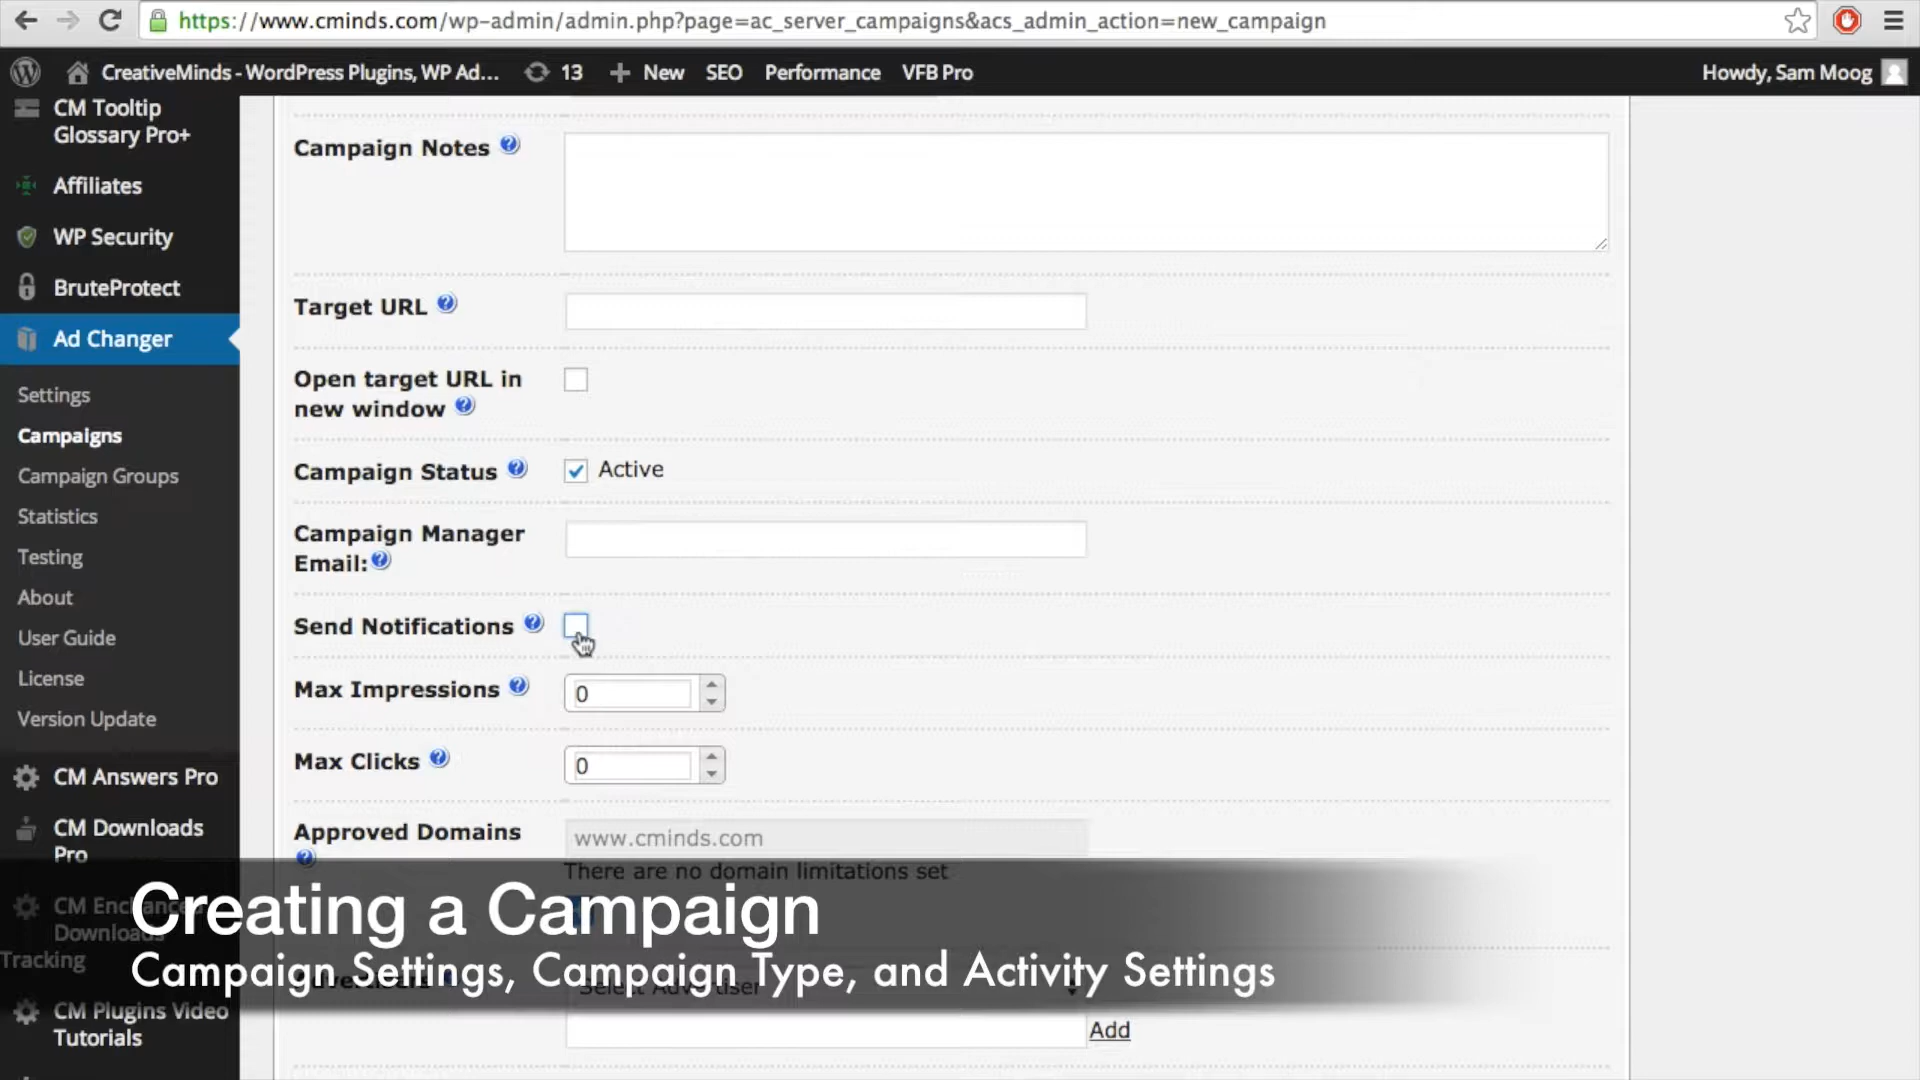 https://www.cminds.com/wp-admin/admin.php?page=ac_server_campaigns&acs_admin_action=new_campaign
CreativeMinds - WordPress Plugins, WP Ad...
13
New
SEO
Performance
VFB Pro
Howdy, Sam Moog
CM Tooltip
Glossary Pro+
Affiliates
WP Security
BruteProtect
Ad Changer
Settings
Campaigns
Campaign Groups
Statistics
Testing
About
User Guide
License
Version Update
CM Answers Pro
CM Downloads
Pro
CM Enchanced
Downloads
Tracking
CM Plugins Video
Tutorials
Campaign Notes
Target URL
Open target URL in
new window
Campaign Status
Active
Campaign Manager
Email:
Send Notifications
Max Impressions
0
Max Clicks
0
Approved Domains
www.cminds.com
There are no domain limitations set
Select Advertiser
Add
Creating a Campaign
Campaign Settings, Campaign Type, and Activity Settings